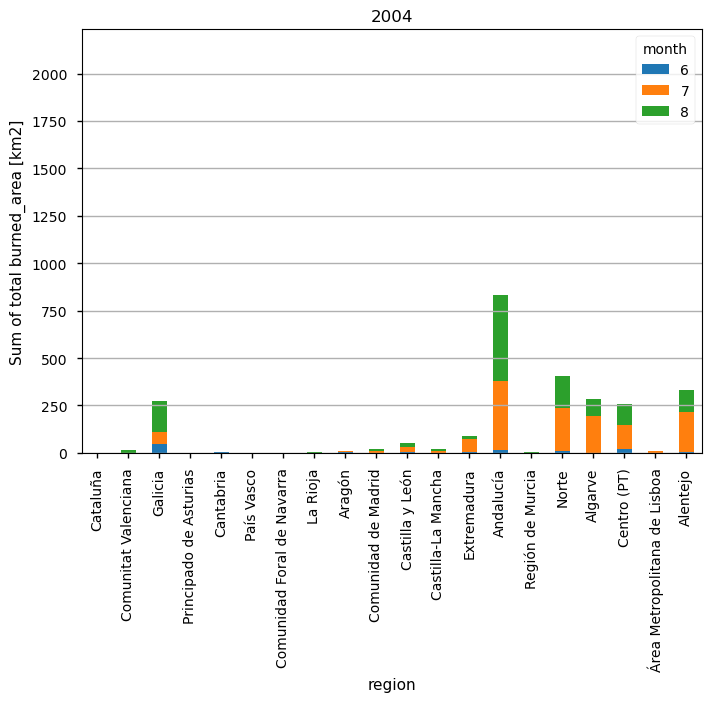 2004
month
6
7
8
Sum of total burned_area [km2]
2000
1750
1500
1250
1000
750
500
250
0
Cataluña
Comunitat Valenciana
Galicia
Principado de Asturias
Cantabria
País Vasco
Comunidad Foral de Navarra
La Rioja
Aragón
Comunidad de Madrid
Castilla y León
Castilla-La Mancha
Extremadura
Andalucía
Región de Murcia
Norte
Algarve
Centro (PT)
Área Metropolitana de Lisboa
Alentejo
region